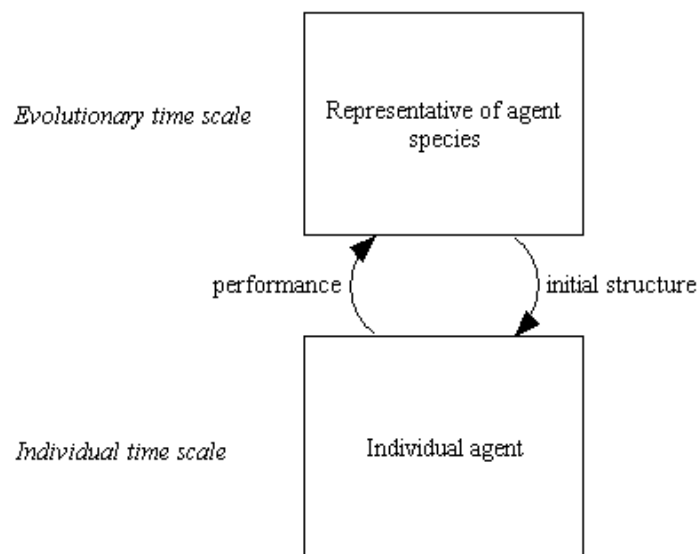 Evolutionary time scale
Representative of agent
species
performance
initial structure
Individual time scale
Individual agent